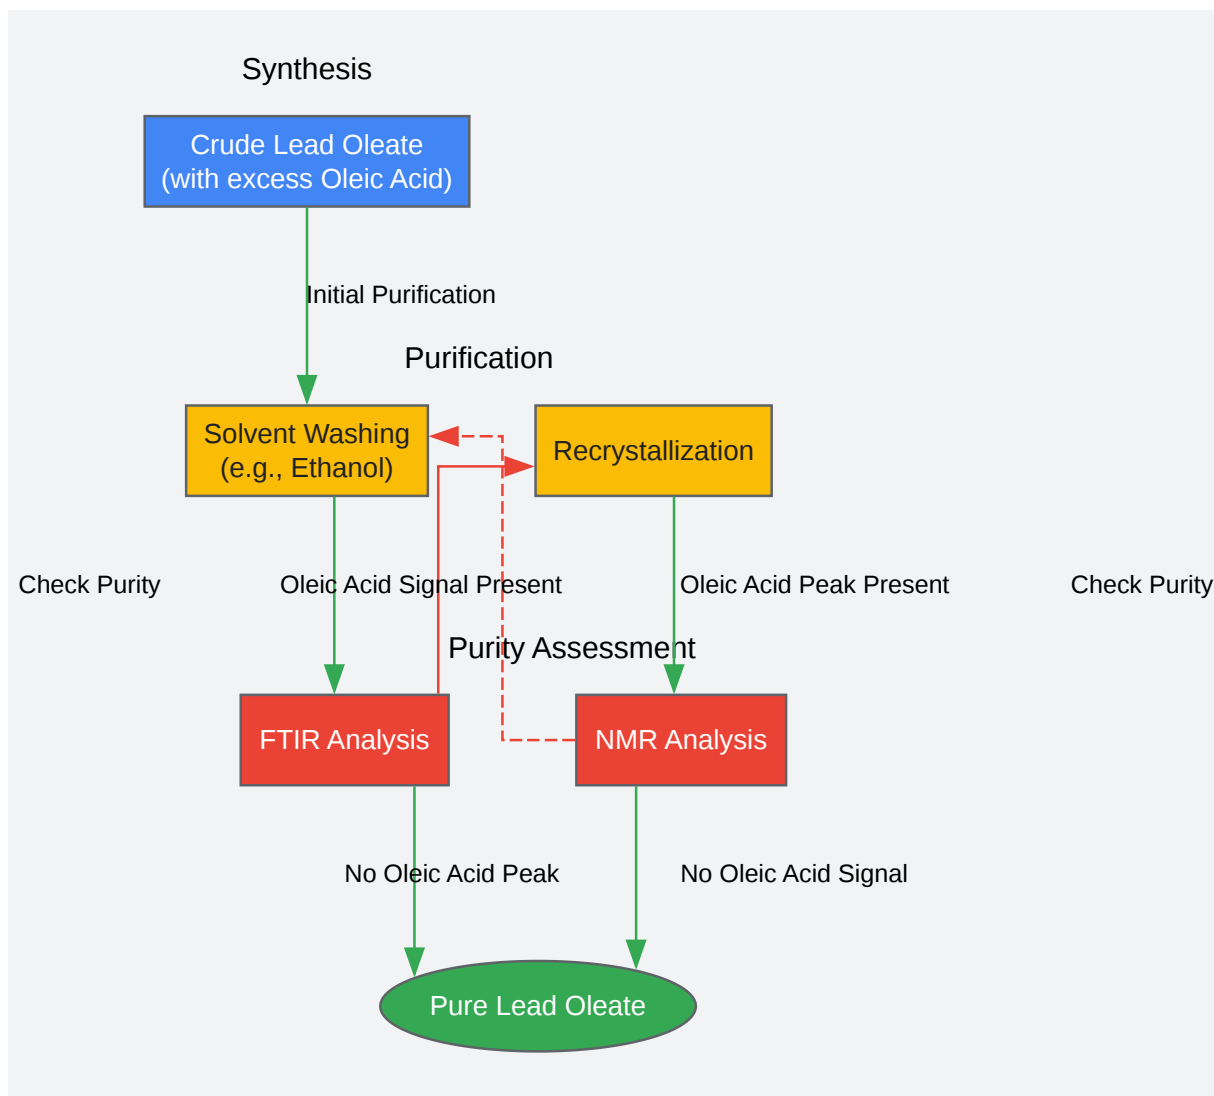 Synthesis
Crude Lead Oleate
(with excess Oleic Acid)
Initial Purification
Purification
Solvent Washing
(e.g., Ethanol)
Recrystallization
Check Purity
Oleic Acid Signal Present
Oleic Acid Peak Present
Check Purity
Purity Assessment
FTIR Analysis
NMR Analysis
No Oleic Acid Peak
No Oleic Acid Signal
Pure Lead Oleate